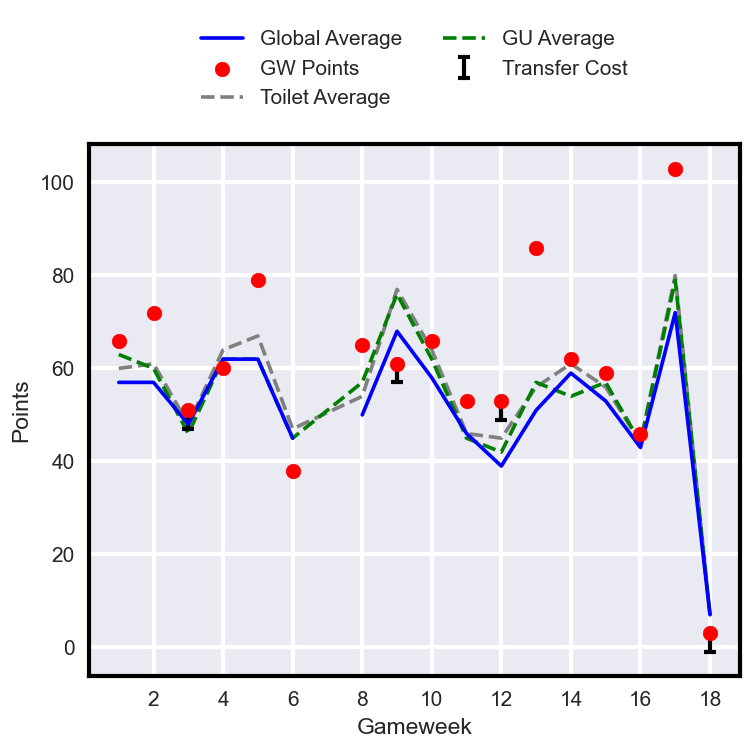 Global Average
GW Points
Toilet Average
GU Average
Transfer Cost
Points
100
80
60
40
20
0
2 4 6 8 10 12 14 16 18
Gameweek